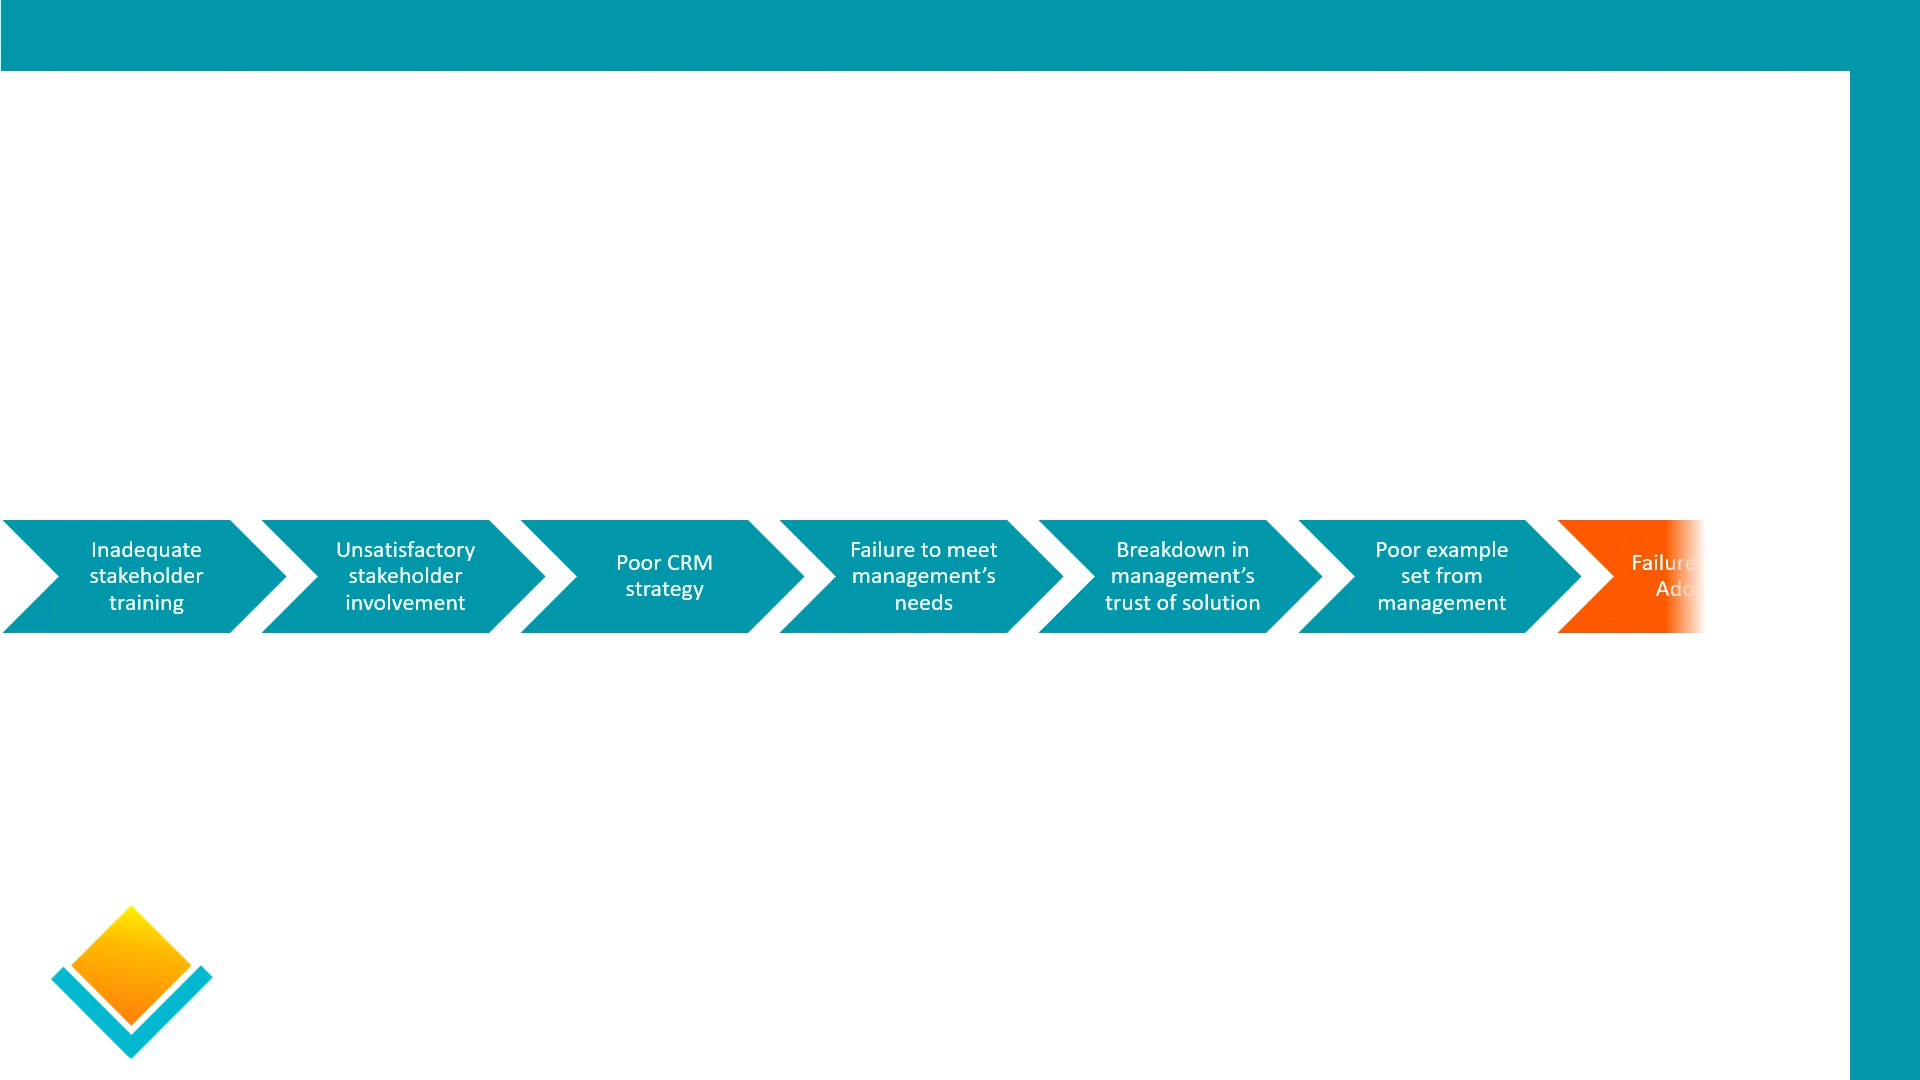 Inadequate
stakeholder
training
Unsatisfactory
stakeholder
involvement
Poor CRM
strategy
Failure to meet
management’s
needs
Breakdown in
management’s
trust of solution
Poor example
set from
management
Failure